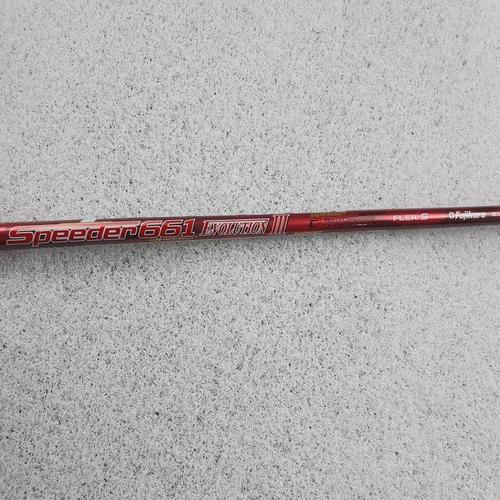 Speeder661 EVOLUTION III FLEX:S Fujikura